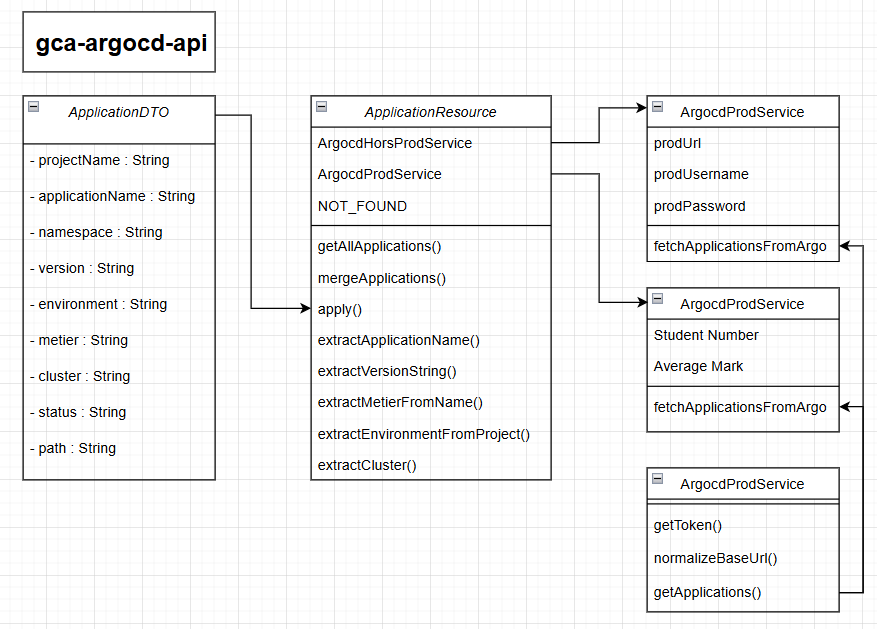 gca-argocd-api
ApplicationDTO
- projectName : String
- applicationName : String
- namespace : String
- version : String
- environment : String
- metier : String
- cluster : String
- status : String
- path : String
ApplicationResource
ArgocdHorsProdService
ArgocdProdService
NOT_FOUND
getAllApplications()
mergeApplications()
apply()
extractApplicationName()
extractVersionString()
extractMetierFromName()
extractEnvironmentFromProject()
extractCluster()
ArgocdProdService
prodUrl
prodUsername
prodPassword
fetchApplicationsFromArgo
ArgocdProdService
Student Number
Average Mark
fetchApplicationsFromArgo
ArgocdProdService
getToken()
normalizeBaseUrl()
getApplications()